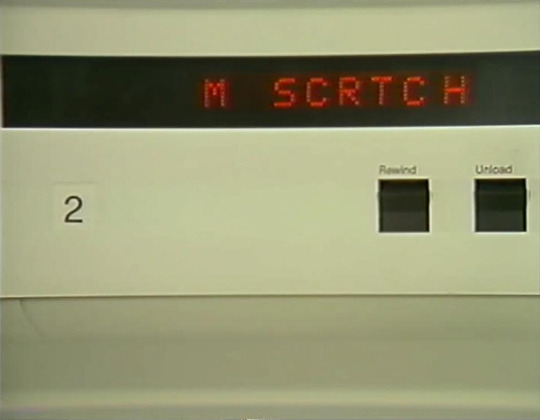 M SCRTCH
Rewind Unload
2